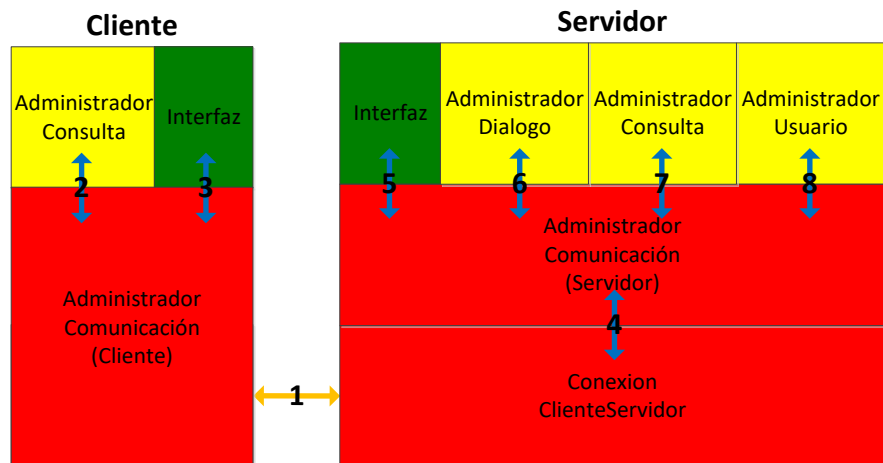 Cliente
Servidor
Administrador
Consulta
Interfaz
Interfaz
Administrador
Dialogo
Administrador
Consulta
Administrador
Usuario
2
3
5
6
7
8
Administrador
Comunicación
(Cliente)
Administrador
Comunicación
(Servidor)
4
1
Conexion
ClienteServidor